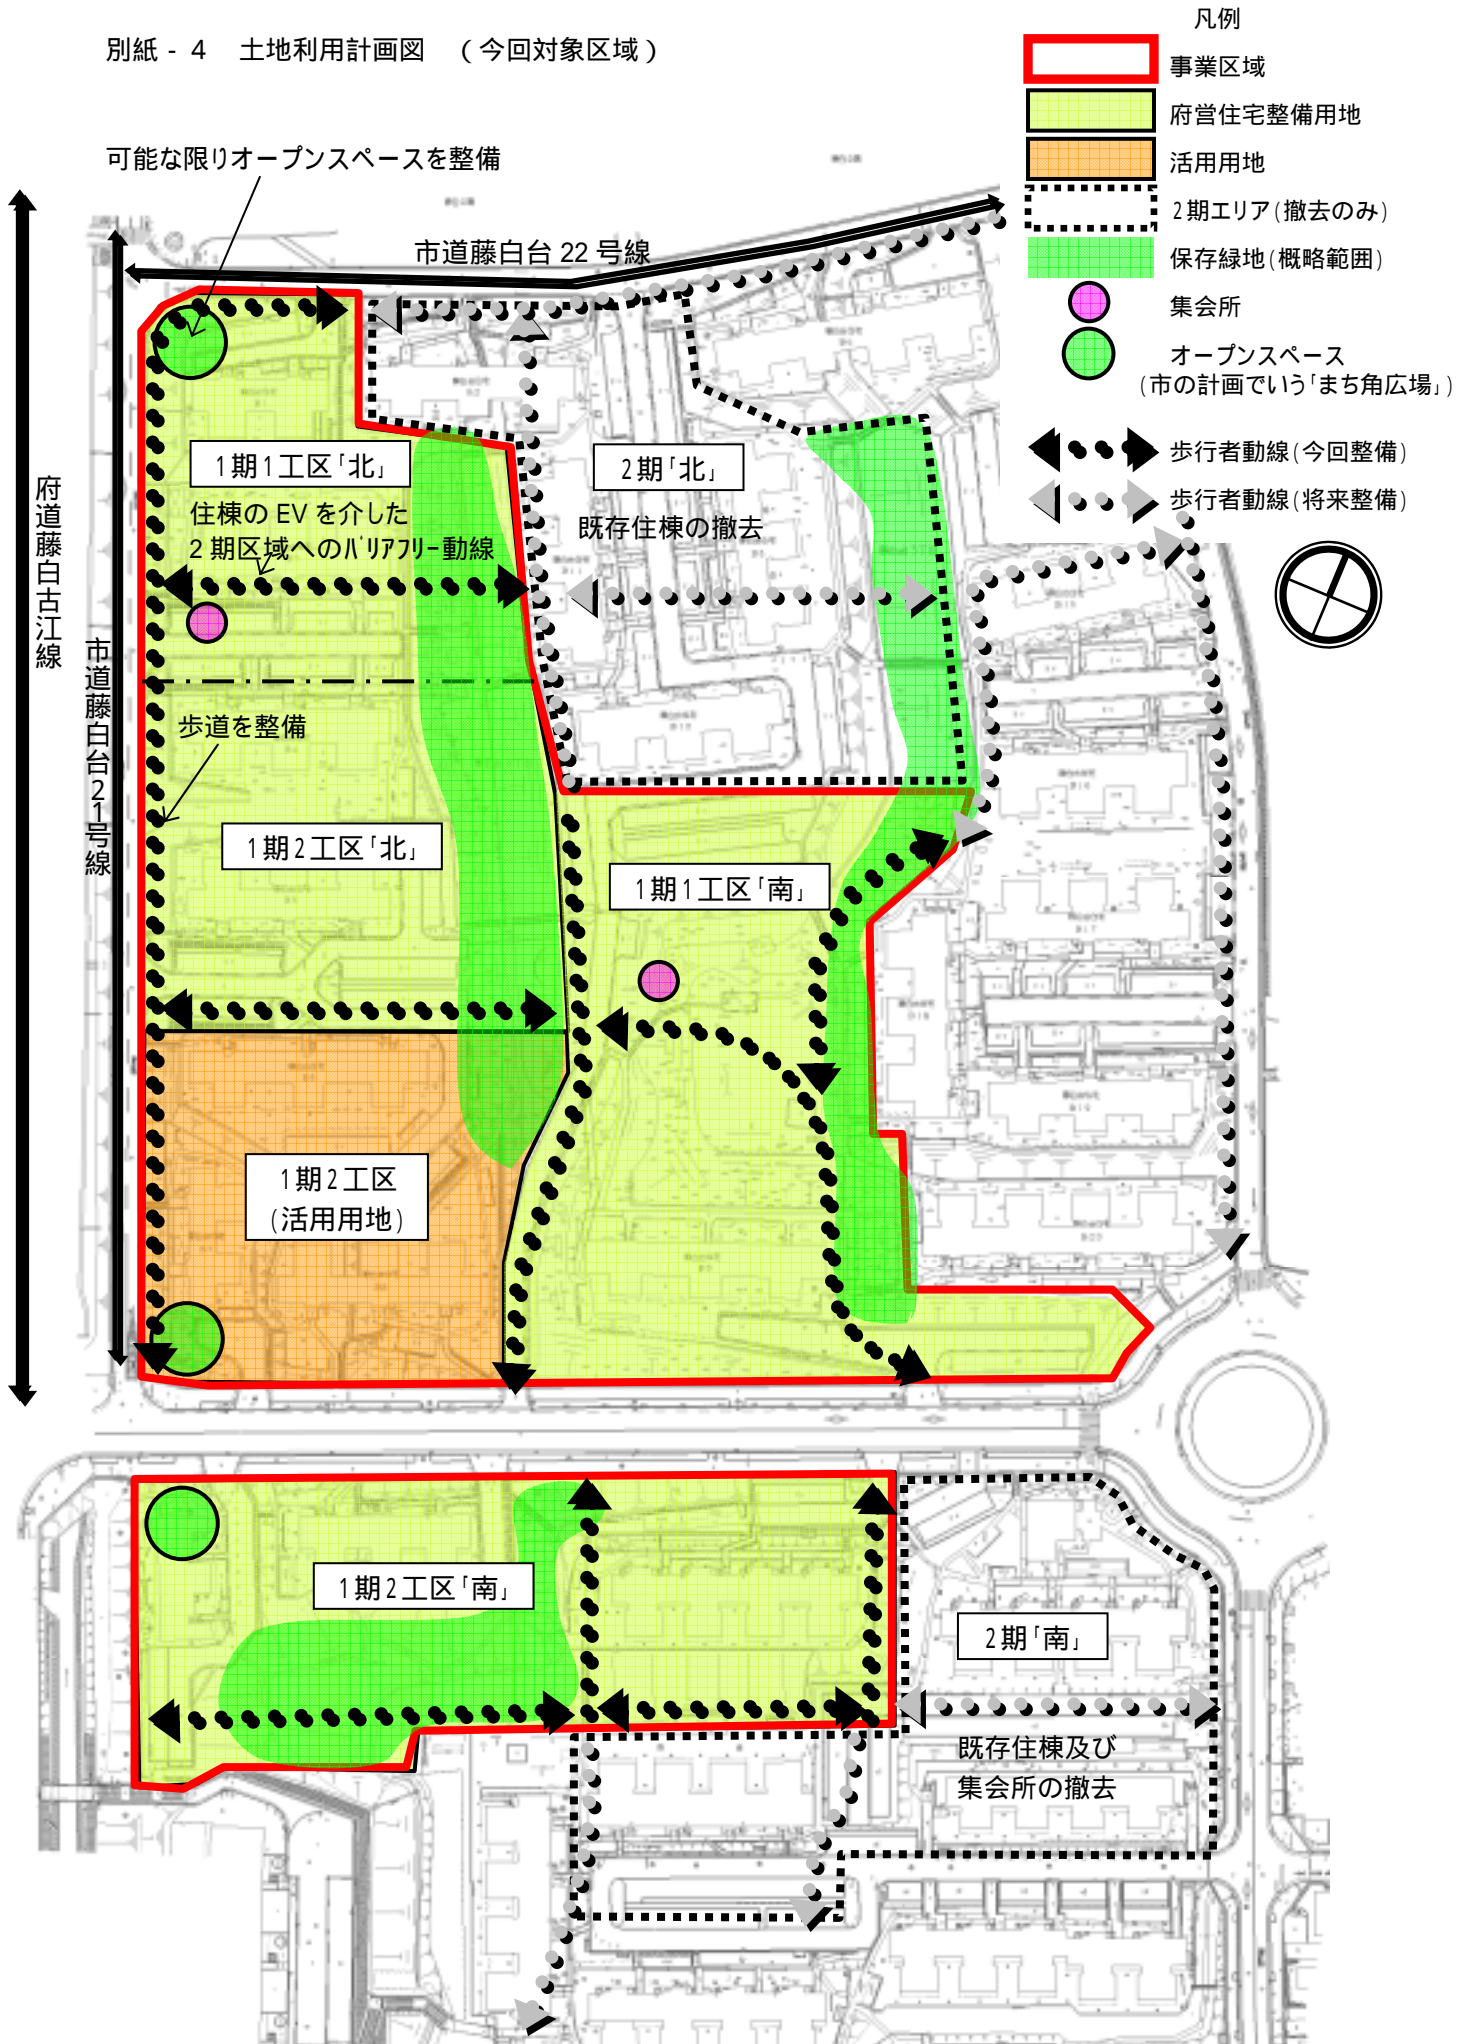 別紙 - 4　土地利用計画図　（今回対象区域）
凡例
事業区域
府営住宅整備用地
活用用地
2期エリア(撤去のみ)
保存緑地(概略範囲)
集会所
オープンスペース
(市の計画でいう「まち角広場」)
歩行者動線(今回整備)
歩行者動線(将来整備)
可能な限りオープンスペースを整備
市道藤白台 22 号線
府道藤白古江線
市道藤白台21号線
1期1工区「北」
住棟の EV を介した
2 期区域へのバリアフリー動線
2期「北」
既存住棟の撤去
歩道を整備
1期2工区「北」
1期1工区「南」
1期2工区
(活用用地)
1期2工区「南」
2期「南」
既存住棟及び
集会所の撤去